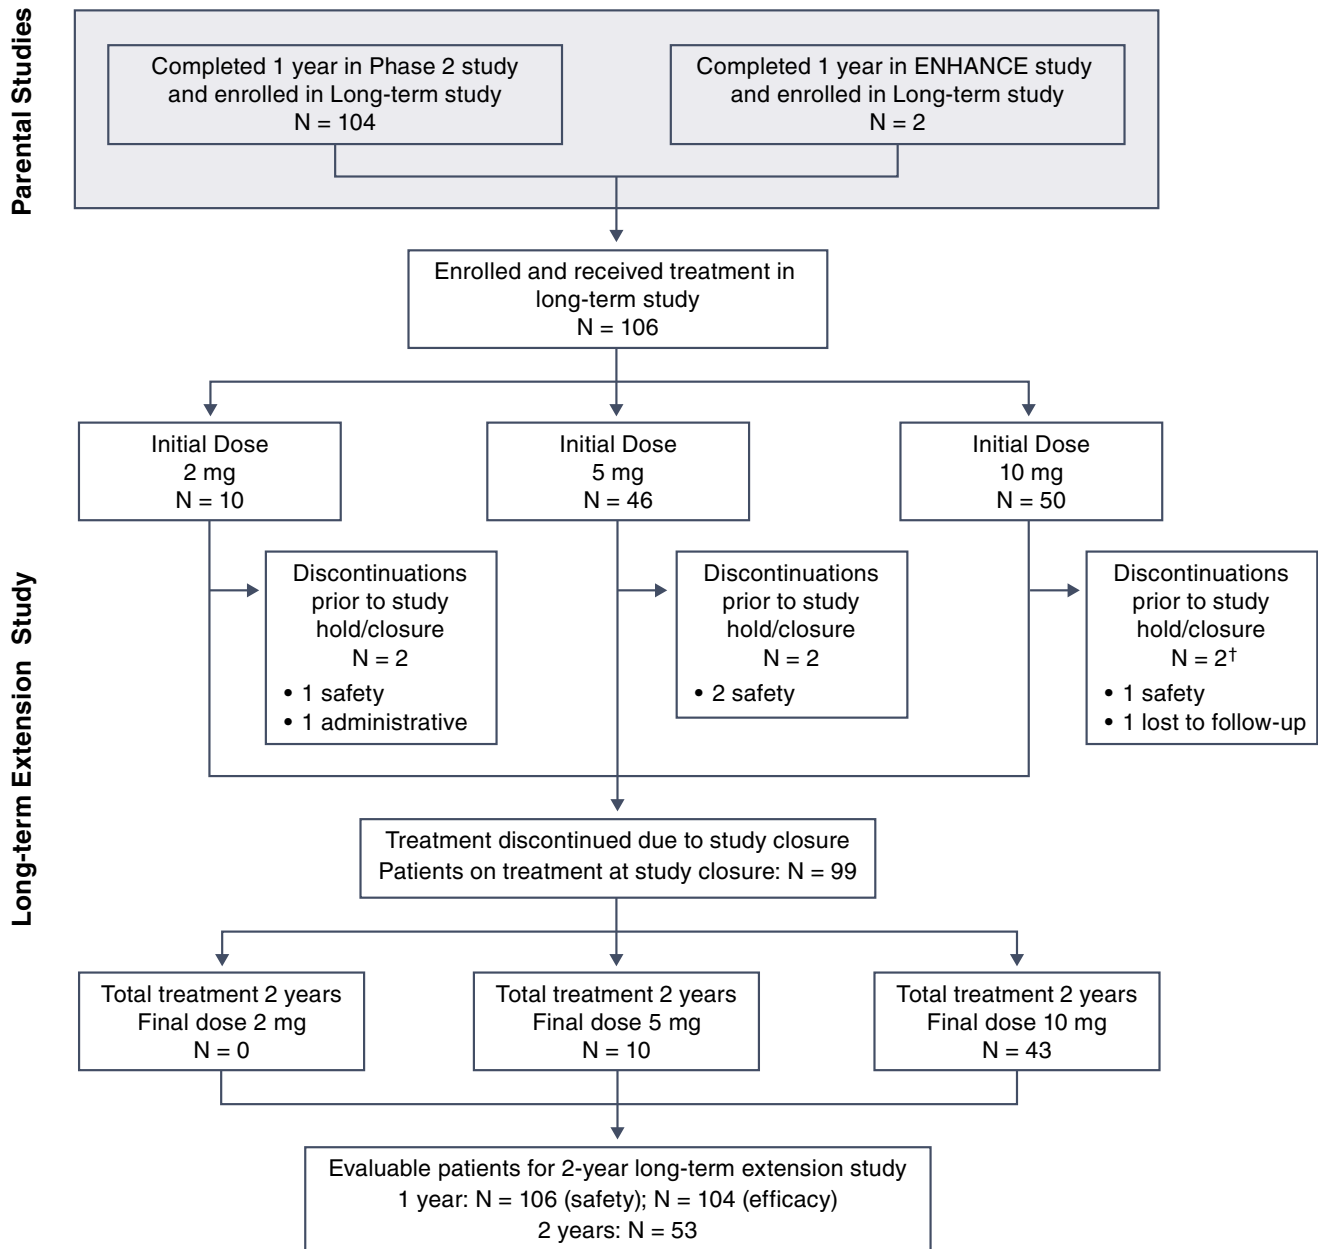 Parental Studies
Completed 1 year in Phase 2 study
and enrolled in Long-term study
N = 104
Completed 1 year in ENHANCE study
and enrolled in Long-term study
N = 2
Enrolled and received treatment in
long-term study
N = 106
Long-term Extension Study
Initial Dose
2 mg
N = 10
Initial Dose
5 mg
N = 46
Initial Dose
10 mg
N = 50
Discontinuations
prior to study
hold/closure
N = 2
• 1 safety
• 1 administrative
Discontinuations
prior to study
hold/closure
N = 2
• 2 safety
Discontinuations
prior to study
hold/closure
N = 2†
• 1 safety
• 1 lost to follow-up
Treatment discontinued due to study closure
Patients on treatment at study closure: N = 99
Total treatment 2 years
Final dose 2 mg
N = 0
Total treatment 2 years
Final dose 5 mg
N = 10
Total treatment 2 years
Final dose 10 mg
N = 43
Evaluable patients for 2-year long-term extension study
1 year: N = 106 (safety); N = 104 (efficacy)
2 years: N = 53